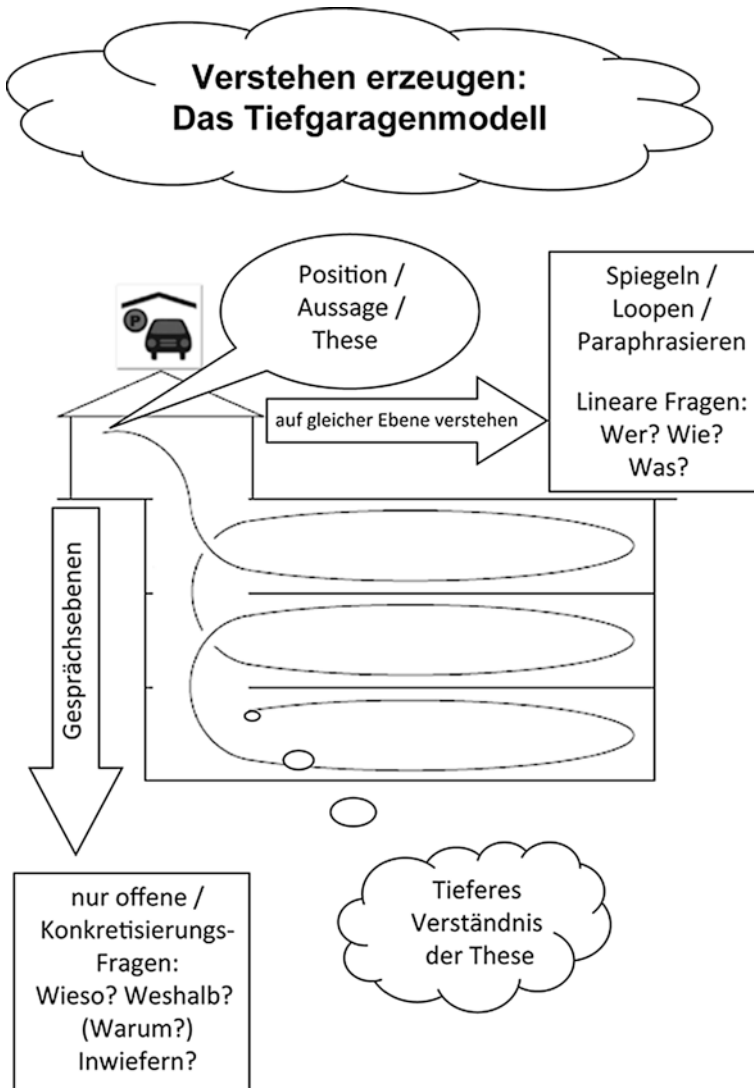 Verstehen erzeugen:
Das Tiefgaragenmodell
P
Position /
Aussage /
These
auf gleicher Ebene verstehen
Spiegeln /
Loopen /
Paraphrasieren
Lineare Fragen:
Wer? Wie?
Was?
Gesprächsebenen
nur offene /
Konkretisierungs-
Fragen:
Wieso? Weshalb?
(Warum?)
Inwiefern?
Tieferes
Verständnis
der These